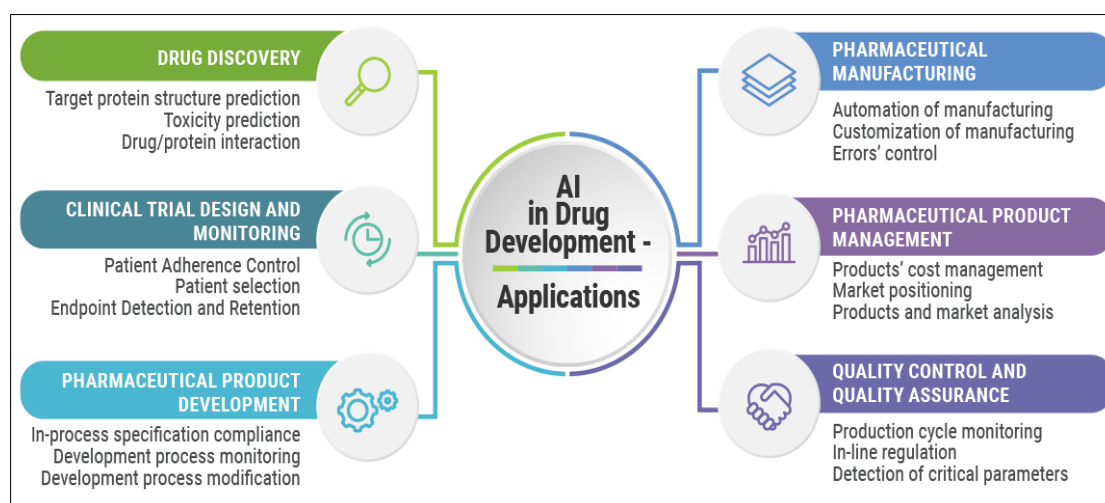 DRUG DISCOVERY
Target protein structure prediction
Toxicity prediction
Drug/protein interaction
CLINICAL TRIAL DESIGN AND
MONITORING
Patient Adherence Control
Patient selection
Endpoint Detection and Retention
PHARMACEUTICAL PRODUCT
DEVELOPMENT
In-process specification compliance
Development process monitoring
Development process modification
AI
in Drug
Development -
Applications
PHARMACEUTICAL
MANUFACTURING
Automation of manufacturing
Customization of manufacturing
Errors’ control
PHARMACEUTICAL PRODUCT
MANAGEMENT
Products’ cost management
Market positioning
Products and market analysis
QUALITY CONTROL AND
QUALITY ASSURANCE
Production cycle monitoring
In-line regulation
Detection of critical parameters